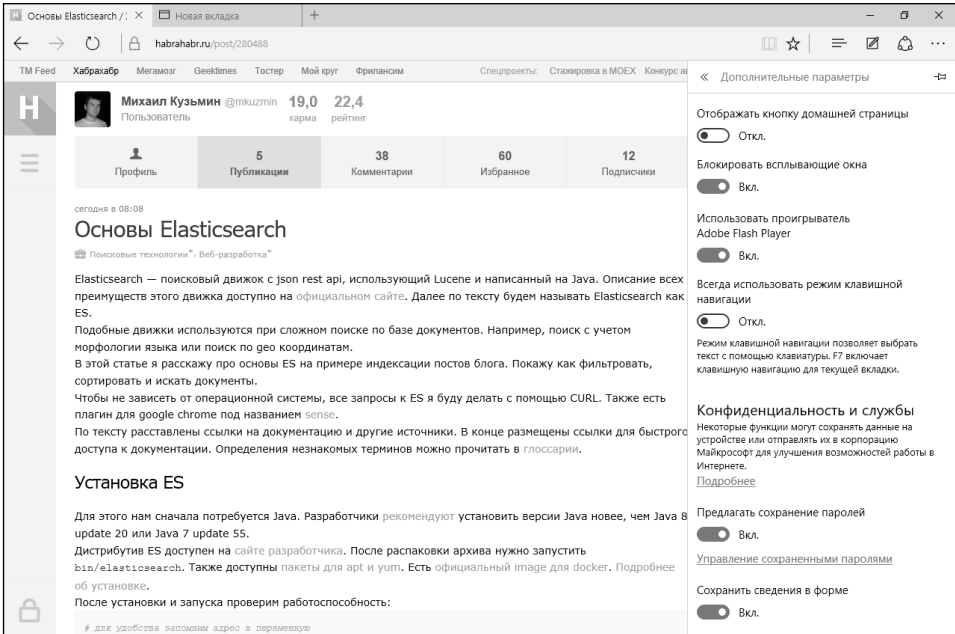 Основы Elasticsearch / :
Новая вкладка
habrahabr.ru/post/280488
TM Feed Хабрахабр Мегамозг Geektimes Тостер Мой круг Фрилансим Спецпроекты: Стажировка в MOEX Конкурс ав
H
Михаил Кузьмин @mkuzmin 19,0 22,4
Пользователь карма рейтинг
5 38 60 12
Профиль Публикации Комментарии Избранное Подписчики
сегодня в 08:08
Основы Elasticsearch
Поисковые технологии*, Веб-разработка*
Elasticsearch — поисковый движок с json rest api, использующий Lucene и написанный на Java. Описание всех
преимуществ этого движка доступно на официальном сайте. Далее по тексту будем называть Elasticsearch как
ES.
Подобные движки используются при сложном поиске по базе документов. Например, поиск с учетом
морфологии языка или поиск по geo координатам.
В этой статье я расскажу про основы ES на примере индексации постов блога. Покажу как фильтровать,
сортировать и искать документы.
Чтобы не зависеть от операционной системы, все запросы к ES я буду делать с помощью CURL. Также есть
плагин для google chrome под названием sense.
По тексту расставлены ссылки на документацию и другие источники. В конце размещены ссылки для быстрого
доступа к документации. Определения незнакомых терминов можно прочитать в глоссарии.
Установка ES
Для этого нам сначала потребуется Java. Разработчики рекомендуют установить версии Java новее, чем Java 8
update 20 или Java 7 update 55.
Дистрибутив ES доступен на сайте разработчика. После распаковки архива нужно запустить
bin/elasticsearch. Также доступны пакеты для apt и yum. Есть официальный image для docker. Подробнее
об установке.
После установки и запуска проверим работоспособность:
# для удобства запомним адрес в переменную
« Дополнительные параметры
Отображать кнопку домашней страницы
Откл.
Блокировать всплывающие окна
Вкл.
Использовать проигрыватель
Adobe Flash Player
Вкл.
Всегда использовать режим клавишной
навигации
Откл.
Режим клавишной навигации позволяет выбрать
текст с помощью клавиатуры. F7 включает
клавишную навигацию для текущей вкладки.
Конфиденциальность и службы
Некоторые функции могут сохранять данные на
устройстве или отправлять их в корпорацию
Майкрософт для улучшения возможностей работы в
Интернете.
Подробнее
Предлагать сохранение паролей
Вкл.
Управление сохраненными паролями
Сохранить сведения в форме
Вкл.